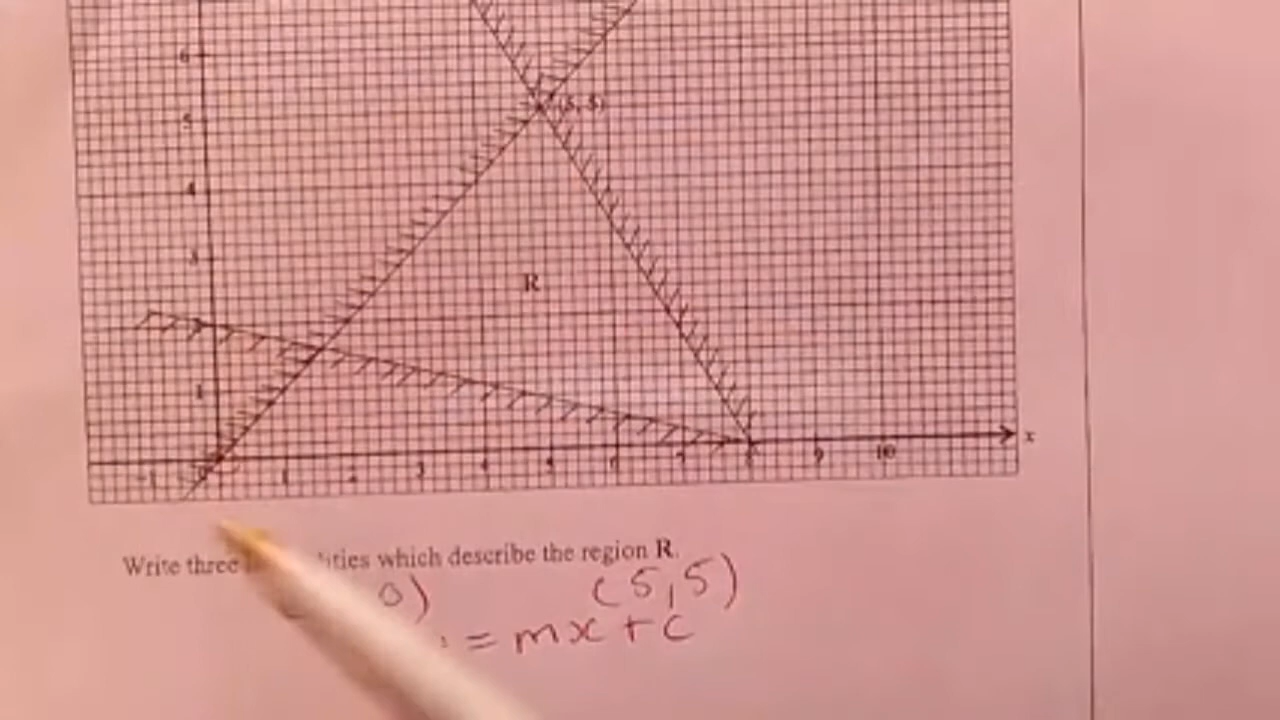 6
(5, 5)
5
4
3
R
2
1
x
-1 0 1 2 3 4 5 6 7 8 9 10
Write three ities which describe the region R.
0) (5,5)
= mx + c